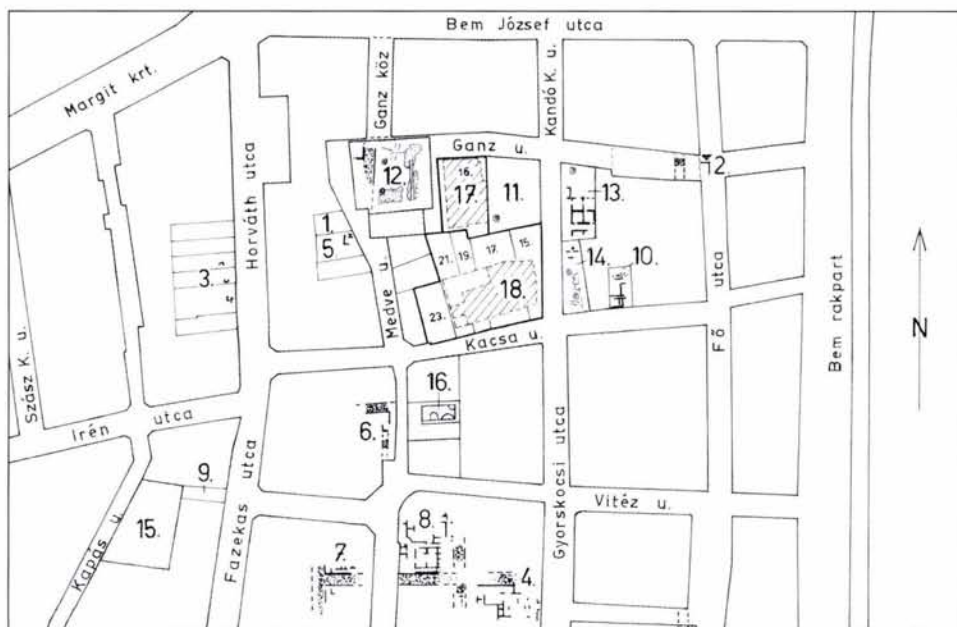 Bem József utca
Margit krt.
Ganz köz
Kandó K. u.
Ganz u.
2.
12.
16.
17.
11.
13.
Horváth utca
1.
5.
3.
Medve u.
21.
19.
17.
15.
14.
10.
18.
23.
Szász K. u.
Kacsa u.
Fő utca
Bem rakpart
N
16.
6.
Irén utca
9.
15.
Kapás u.
Fazekas utca
Gyorskocsi utca
Vitéz u.
8.
7.
4.